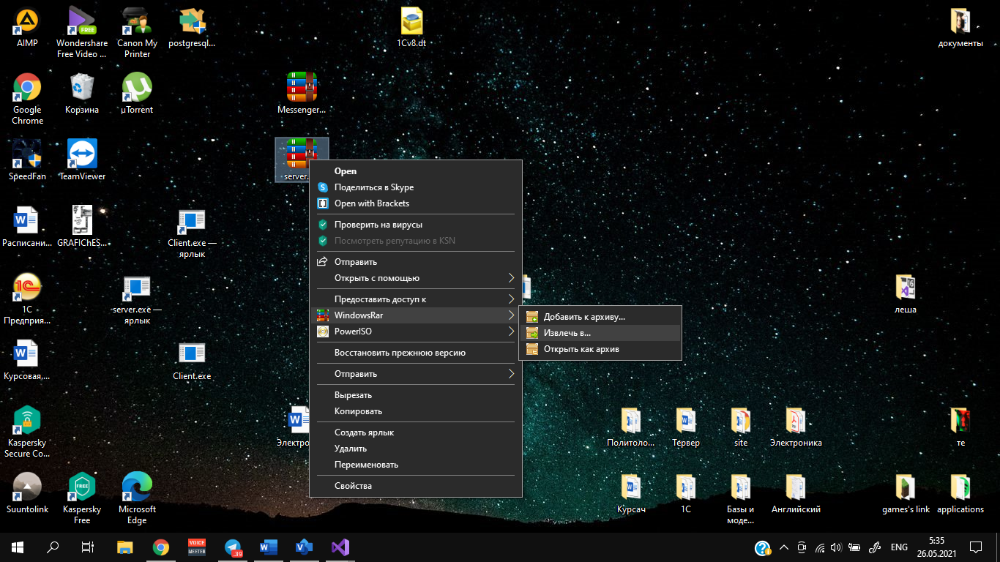 AIMP
Wondershare
Free Video ...
Canon My
Printer
postgresql...
1Cv8.dt
документы
FREE
Google
Chrome
Корзина
µTorrent
Messenger...
SpeedFan
TeamViewer
server.
Open
Поделиться в Skype
Open with Brackets
Проверить на вирусы
Посмотреть репутацию в KSN
Отправить
Открыть с помощью
Предоставить доступ к
WindowsRar
PowerISO
Восстановить прежнюю версию
Отправить
Вырезать
Копировать
Создать ярлык
Удалить
Переименовать
Свойства
Добавить к архиву...
Извлечь в...
Открыть как архив
Расписани...
GRAFIChES...
Client.exe —
ярлык
1С
Предприя...
server.exe —
ярлык
леша
Курсовая,...
Client.exe
Kaspersky
Secure Co...
Электро
Политоло...
Тервер
site
Электроника
те
FREE
Suuntolink
Kaspersky
Free
Microsoft
Edge
Курсач
1С
Базы и
моде...
Английский
games's link
applications
VOICE
MEETER
39
ENG
5:35
26.05.2021